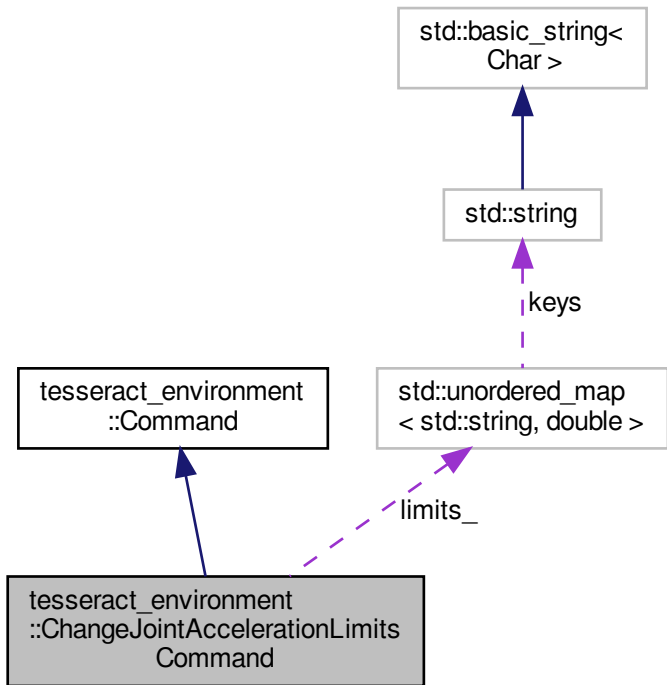 std::basic_string<
Char >
std::string
keys
tesseract_environment
::Command
std::unordered_map
< std::string, double >
limits_
tesseract_environment
::ChangeJointAccelerationLimits
Command